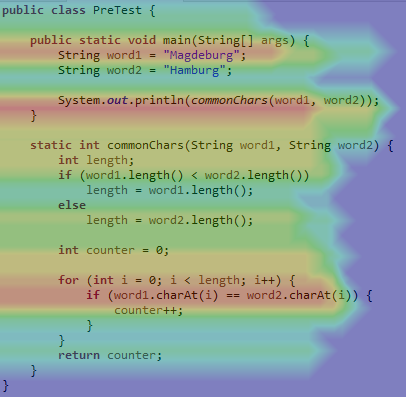 public class PreTest {
public static void main(String[] args) {
String word1 = "Magdeburg";
String word2 = "Hamburg";
System.out.println(commonChars(word1, word2));
}
static int commonChars(String word1, String word2) {
int length;
if (word1.length() < word2.length())
length = word1.length();
else
length = word2.length();
int counter = 0;
for (int i = 0; i < length; i++) {
if (word1.charAt(i) == word2.charAt(i)) {
counter++;
}
}
return counter;
}
}